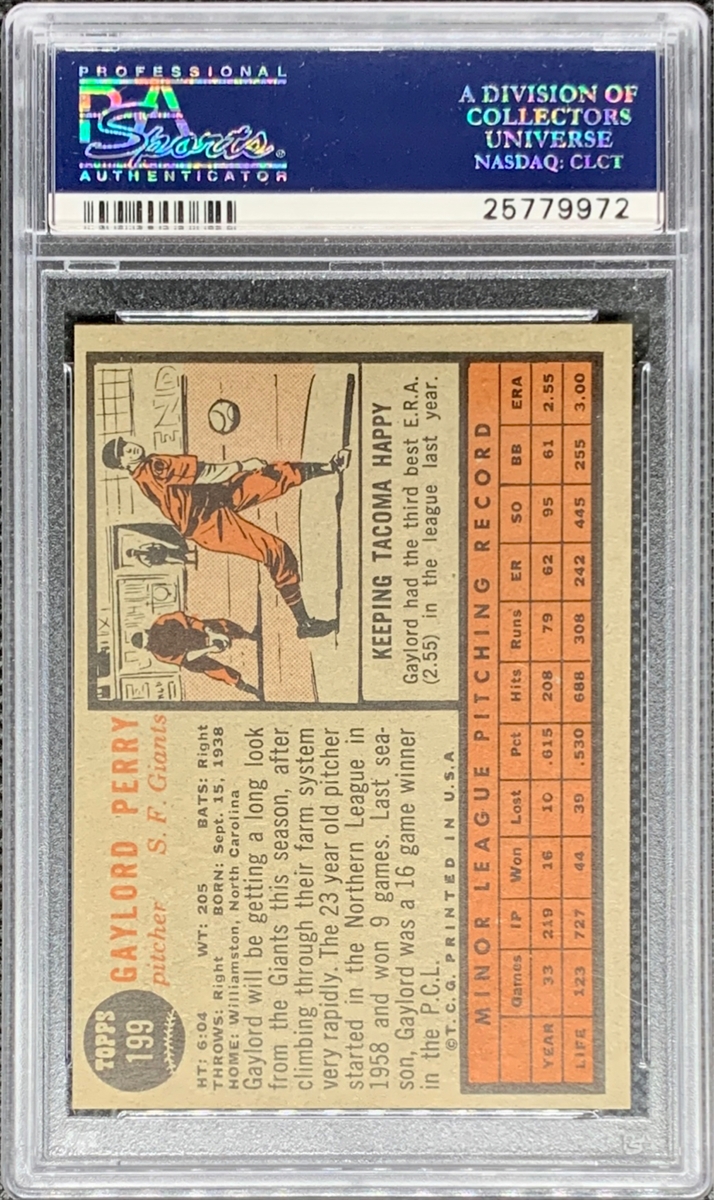 PROFESSIONAL
PSA
Sports
AUTHENTICATOR
A DIVISION OF
COLLECTORS
UNIVERSE
NASDAQ: CLCT
25779972
TOPPS
199
GAYLORD PERRY
pitcher S. F. Giants
HT: 6:04 WT: 205 BATS: Right
THROWS: Right BORN: Sept. 15, 1938
HOME: Williamston, North Carolina
Gaylord will be getting a long look
from the Giants this season, after
climbing through their farm system
very rapidly. The 23 year old pitcher
started in the Northern League in
1958 and won 9 games. Last sea-
son, Gaylord was a 16 game winner
in the P.C.L.
©T.C.G. PRINTED IN U.S.A
KEEPING TACOMA HAPPY
Gaylord had the third best E.R.A.
(2.55) in the league last year.
MINOR LEAGUE PITCHING RECORD
Games IP Won Lost Pct Hits Runs ER SO BB ERA
YEAR 33 219 16 10 .615 208 79 62 95 61 2.55
LIFE 123 727 44 39 .530 688 308 242 445 255 3.00